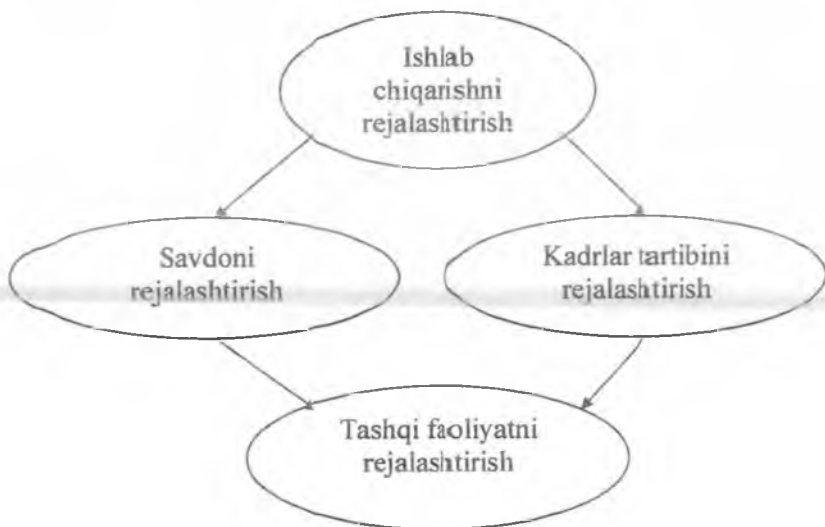 Ishlab
chiqarishni
rejalashtirish
Savdoni
rejalashtirish
Kadrlar tartibini
rejalashtirish
Tashqi faoliyatni
rejalashtirish